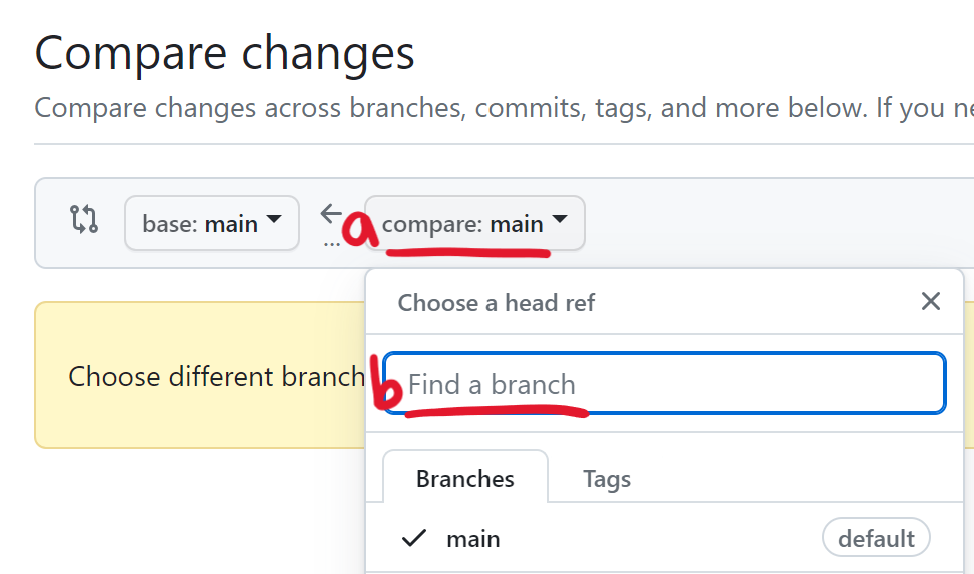 Compare changes
Compare changes across branches, commits, tags, and more below. If you
base: main
... a compare: main
Choose a head ref
Choose different branch
b Find a branch
Branches Tags
main default